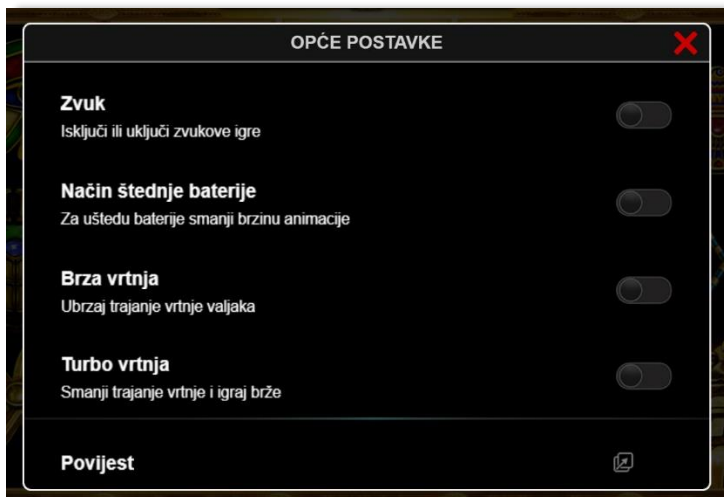 OPĆE POSTAVKE
Zvuk
Isključi ili uključi zvukove igre
Način štednje baterije
Za uštedu baterije smanji brzinu animacije
Brza vrtnja
Ubrzaj trajanje vrtnje valjaka
Turbo vrtnja
Smanji trajanje vrtnje i igraj brže
Povijest